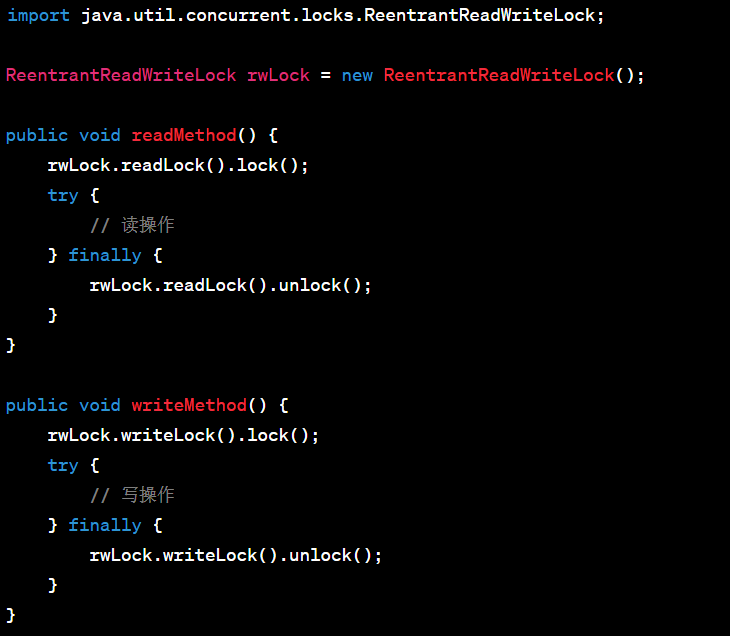 import java.util.concurrent.locks.ReentrantReadWriteLock;
ReentrantReadWriteLock rwLock = new ReentrantReadWriteLock();
public void readMethod() {
    rwLock.readLock().lock();
    try {
        // 读操作
    } finally {
        rwLock.readLock().unlock();
    }
}
public void writeMethod() {
    rwLock.writeLock().lock();
    try {
        // 写操作
    } finally {
        rwLock.writeLock().unlock();
    }
}